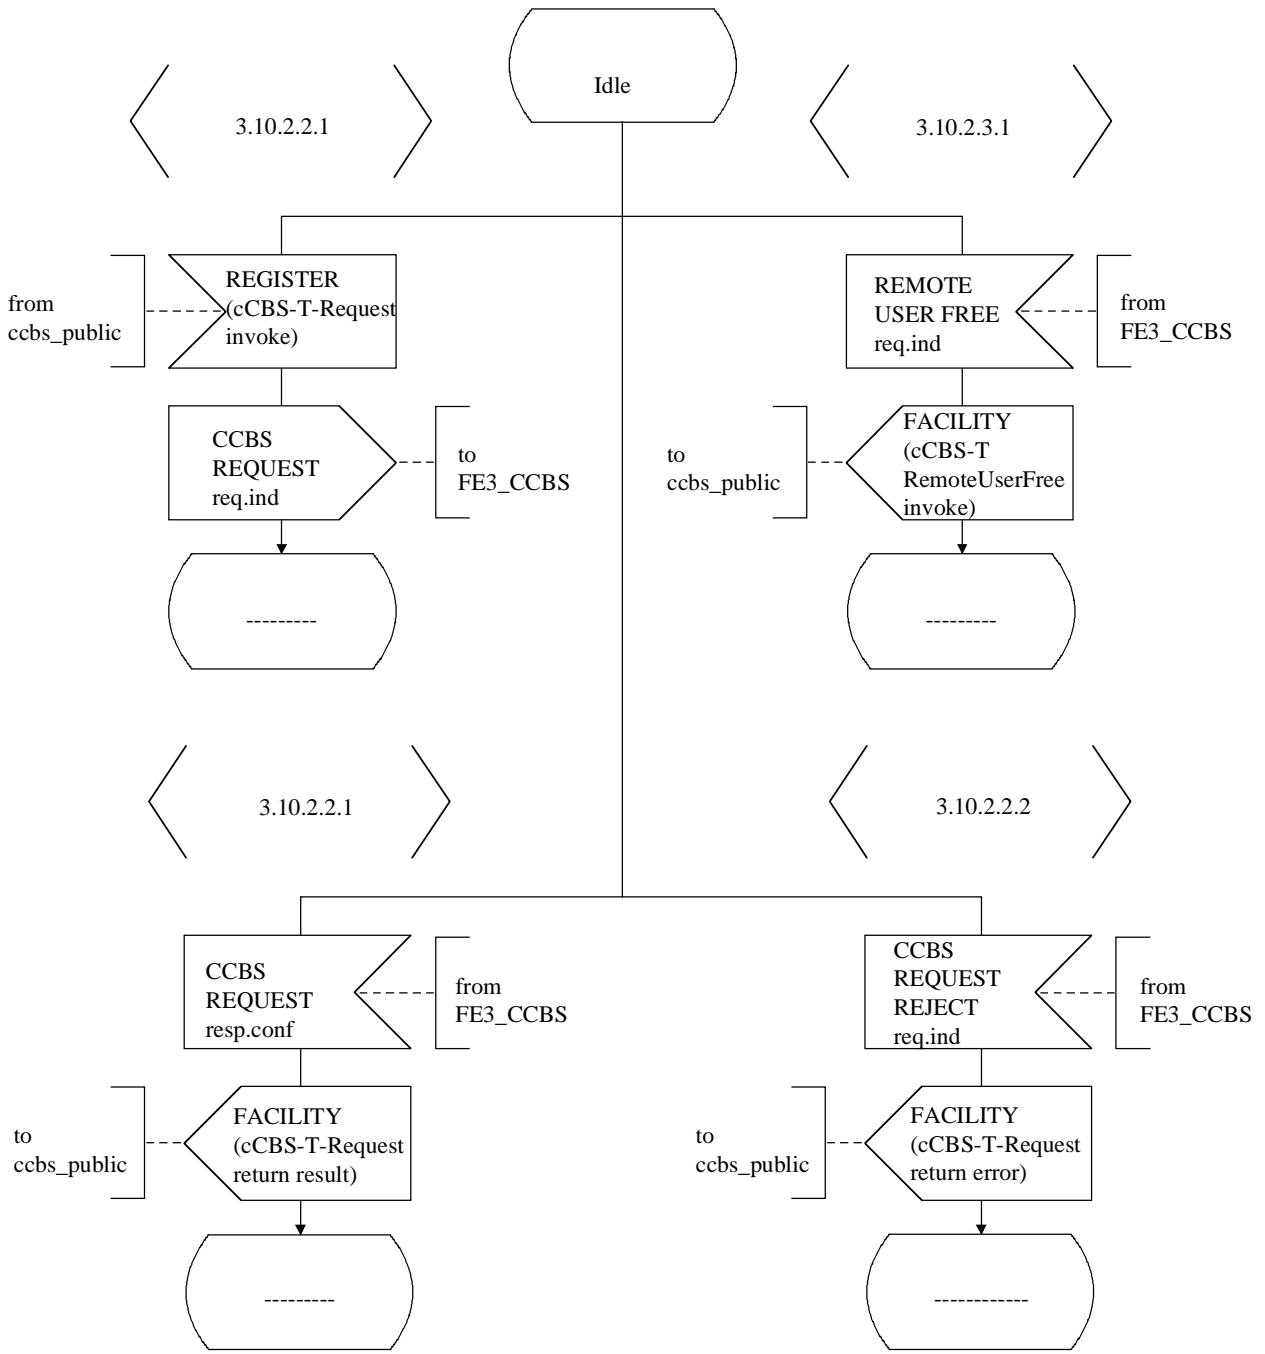 Idle
3.10.2.2.1
3.10.2.3.1
from
ccbs_public
REGISTER
(cCBS-T-Request
invoke)
REMOTE
USER FREE
req.ind
from
FE3_CCBS
CCBS
REQUEST
req.ind
to
FE3_CCBS
to
ccbs_public
FACILITY
(cCBS-T
RemoteUserFree
invoke)
---------
---------
3.10.2.2.1
3.10.2.2.2
CCBS
REQUEST
resp.conf
from
FE3_CCBS
CCBS
REQUEST
REJECT
req.ind
from
FE3_CCBS
to
ccbs_public
FACILITY
(cCBS-T-Request
return result)
to
ccbs_public
FACILITY
(cCBS-T-Request
return error)
---------
------------